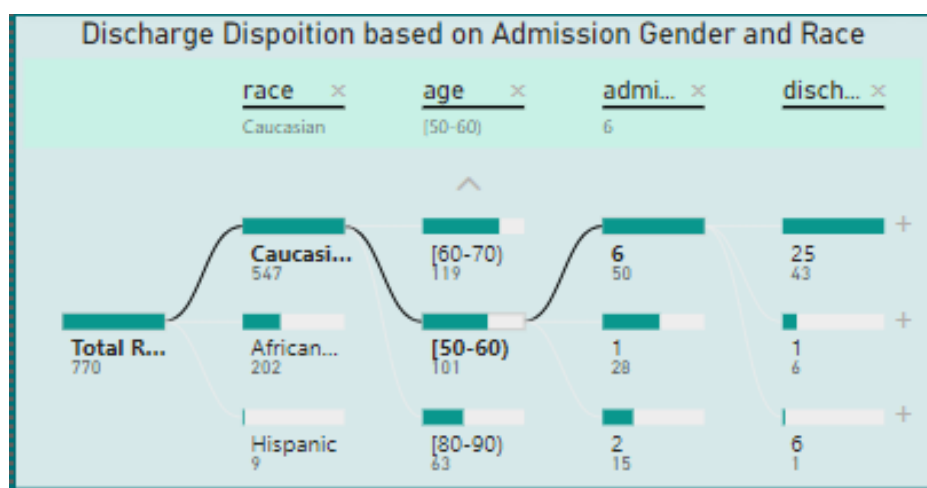 Discharge Dispoition based on Admission Gender and Race
race × age × admi... × disch... ×
Caucasian [50-60) 6
Caucasi... [60-70) 6 25
547 119 50 43
Total R... African... [50-60) 1 1
770 202 101 28 6
Hispanic [80-90) 2 6
9 63 15 1